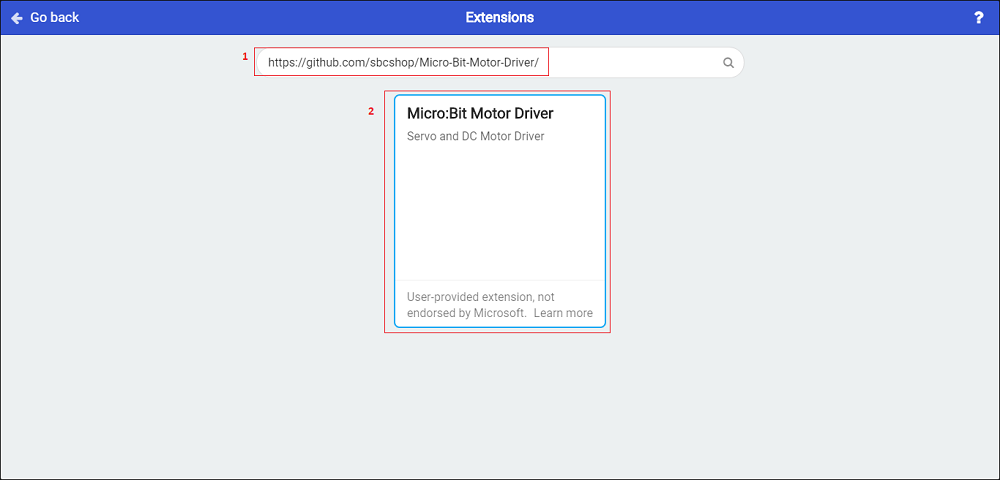 Go back
Extensions
?
1
https://github.com/sbcshop/Micro-Bit-Motor-Driver/
2
Micro:Bit Motor Driver
Servo and DC Motor Driver
User-provided extension, not
endorsed by Microsoft. Learn more